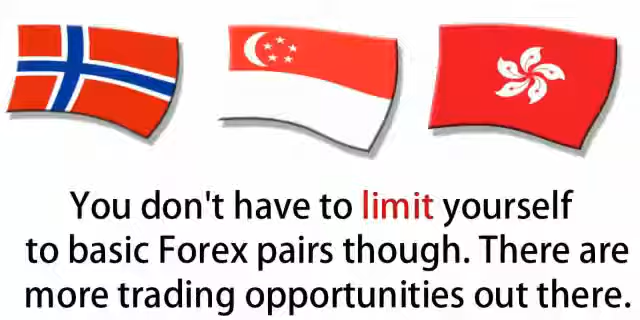 You don't have to limit yourself
to basic Forex pairs though. There are
more trading opportunities out there.